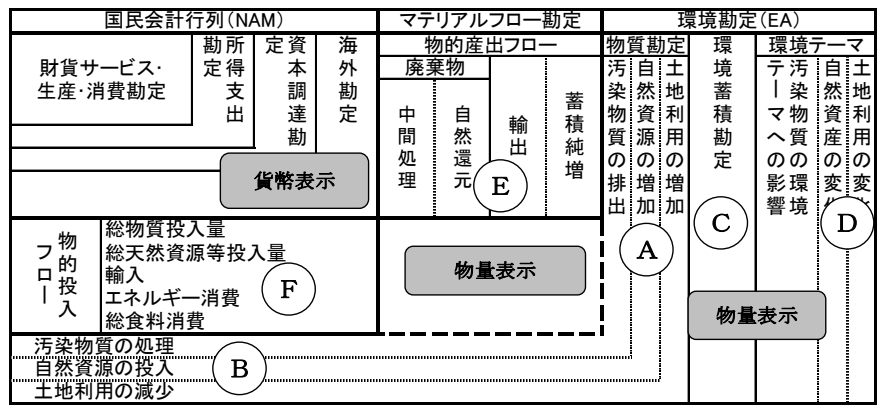 国民会計行列(NAM)
マテリアルフロー勘定
環境勘定(EA)
財貨サービス・
生産・消費勘定
所得支出
勘定
資本調達勘
定
海外勘定
物的産出フロー
廃棄物
中間処理
自然還元
輸出
蓄積純増
物質勘定
汚染物質の排出
自然資源の増加
土地利用の増加
環境蓄積勘定
環境テーマ
汚染物質の環境
テーマへの影響
自然資産の変化
土地利用の変化
貨幣表示
E
A
C
D
物的投入
フロー
総物質投入量
総天然資源等投入量
輸入
エネルギー消費
総食料消費
F
物量表示
物量表示
汚染物質の処理
自然資源の投入
土地利用の減少
B